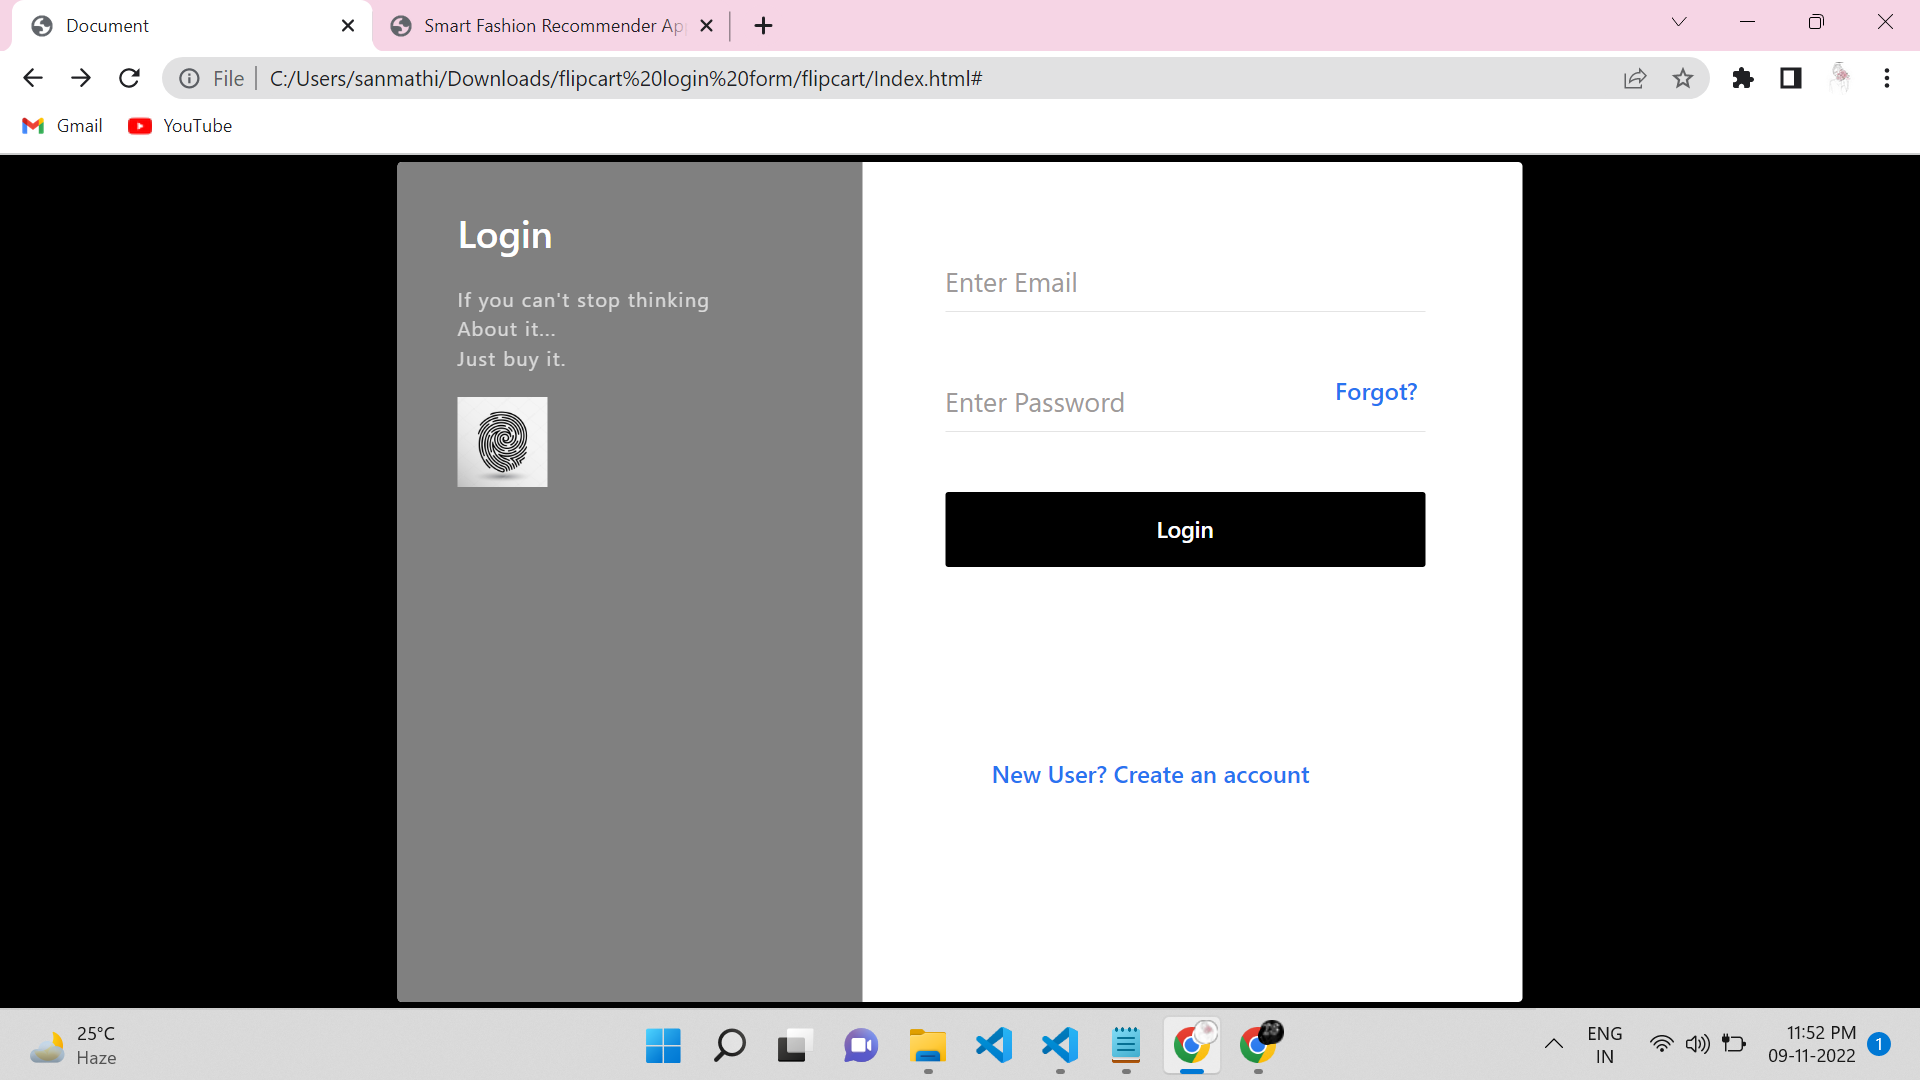 Document
Smart Fashion Recommender Ap
File
C:/Users/sanmathi/Downloads/flipcart%20login%20form/flipcart/Index.html#
Gmail
YouTube
Login
If you can't stop thinking
About it...
Just buy it.
Enter Email
Enter Password
Forgot?
Login
New User? Create an account
25°C
Haze
ENG
IN
11:52 PM
09-11-2022
1